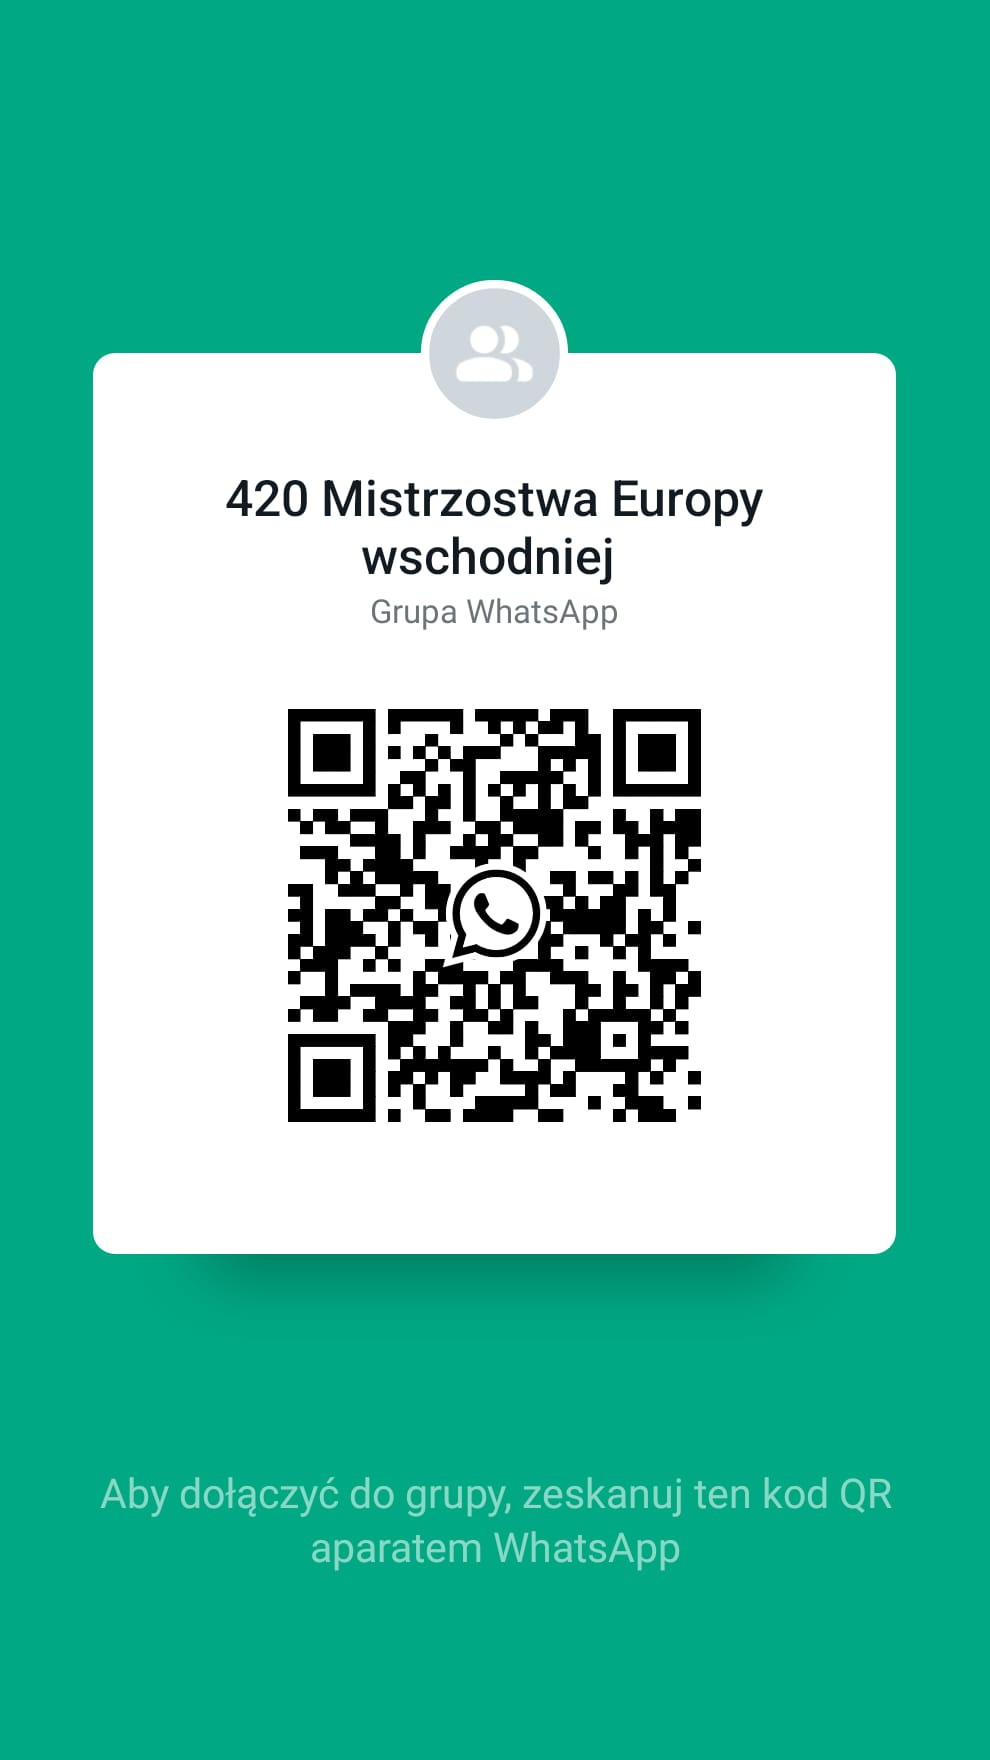 420 Mistrzostwa Europy
wschodniej
Grupa WhatsApp
Aby dołączyć do grupy, zeskanuj ten kod QR
aparatem WhatsApp